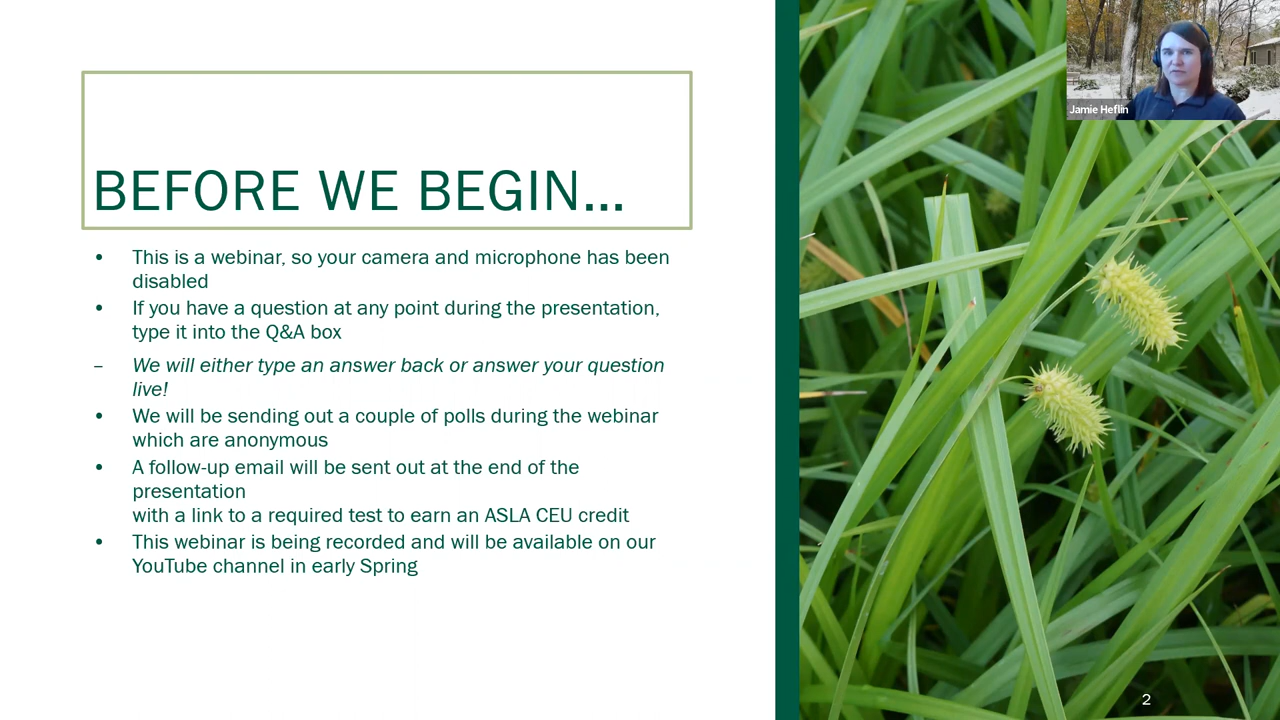 Jamie Heflin
BEFORE WE BEGIN...
• This is a webinar, so your camera and microphone has been
disabled
• If you have a question at any point during the presentation,
type it into the Q&A box
– We will either type an answer back or answer your question
live!
• We will be sending out a couple of polls during the webinar
which are anonymous
• A follow-up email will be sent out at the end of the
presentation
with a link to a required test to earn an ASLA CEU credit
• This webinar is being recorded and will be available on our
YouTube channel in early Spring
2